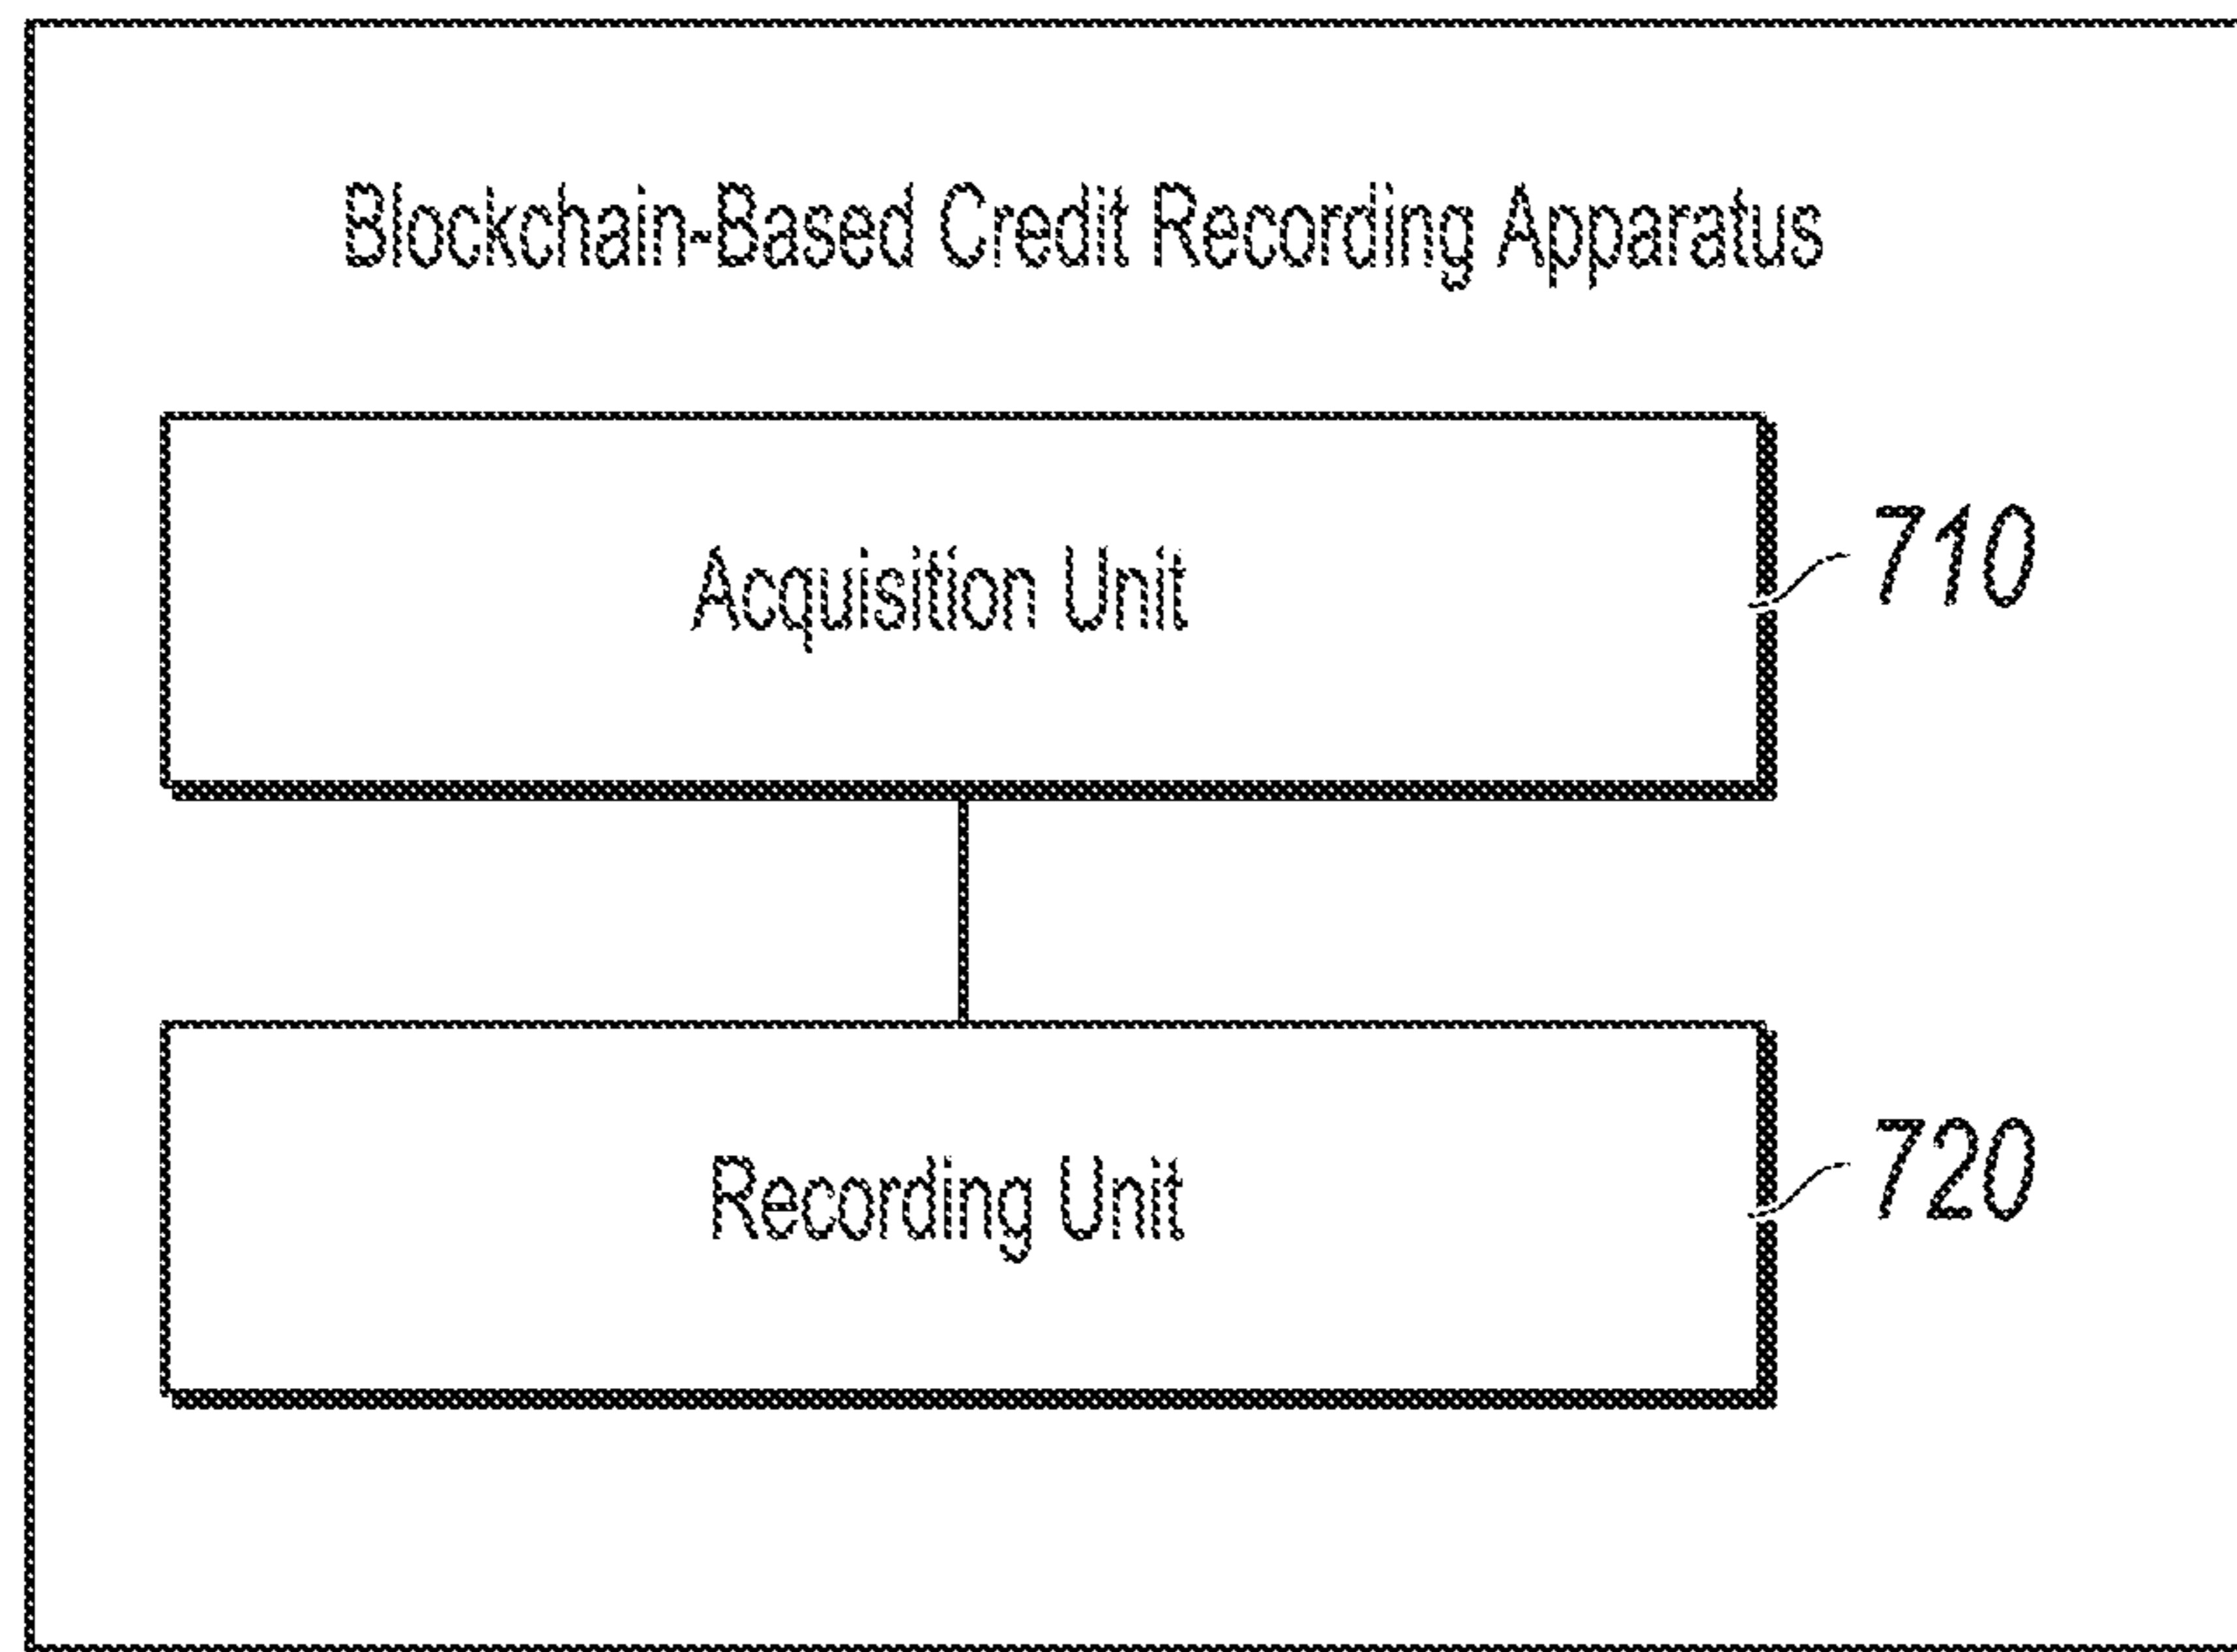 Blockchain-Based Credit Recording Apparatus
Acquisition Unit
710
Recording Unit
720